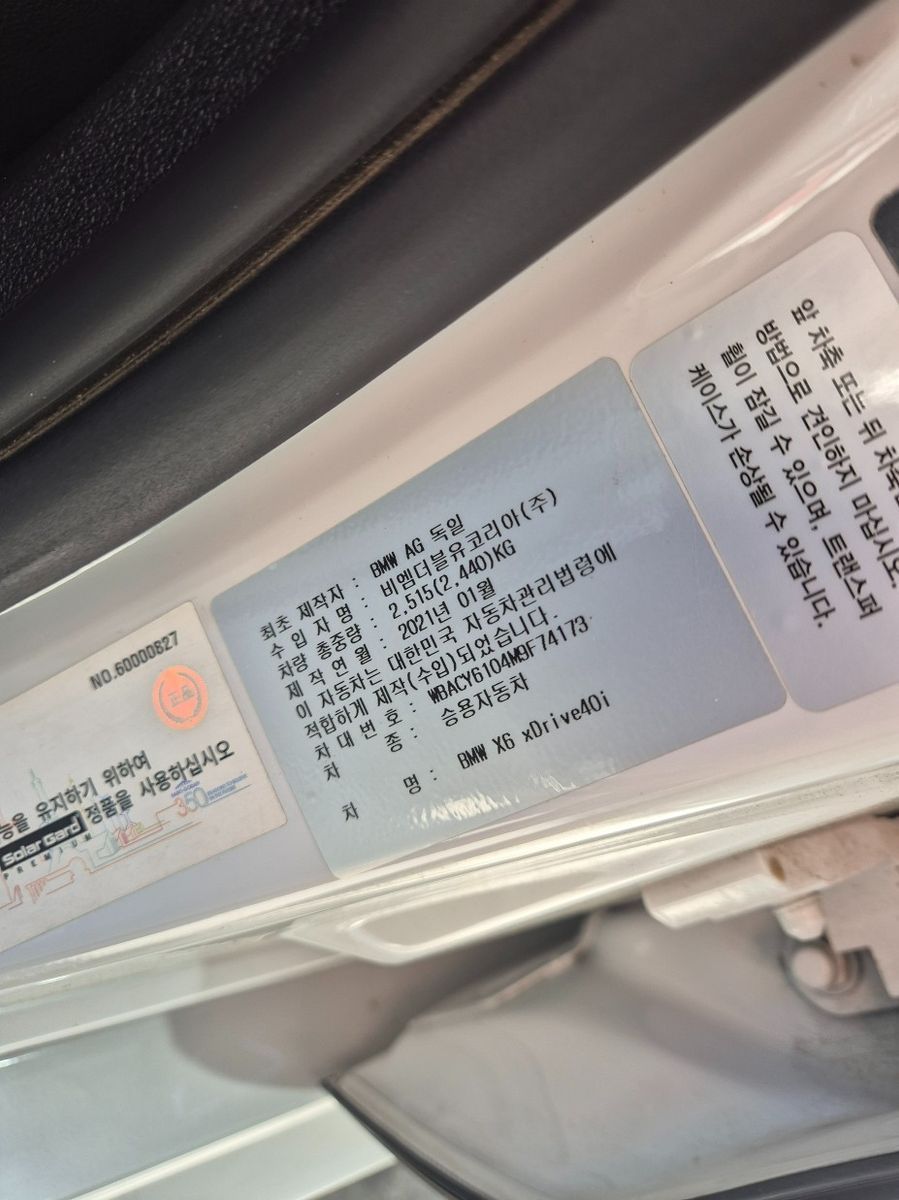 최초 제작자 : BMW AG 독일
수 입 자 명 : 비엠더블유코리아(주)
차량 총중량 : 2,515(2,440)KG
제 작 연 월 : 2021년 01월
이 자동차는 대한민국 자동차관리법령에
적합하게 제작(수입)되었습니다.
차 대 번 호 : WBACY6104M9F74173
차 종 : 승용자동차
차 명 : BMW X6 xDrive40i
앞 차축 또는 뒤
방법으로 견인하지 마십시오.
휠이 잠길 수 있으며, 트랜스퍼
케이스가 손상될 수 있습니다.
NO.60000827
正品
유지하기 위하여
Solar Gard 정품을 사용하십시오
PREMIUM
350